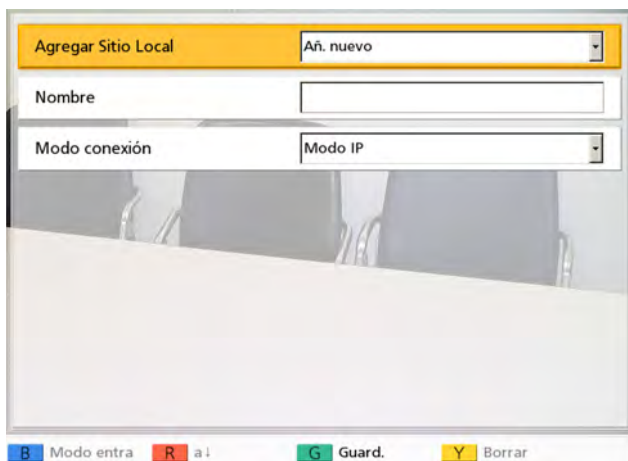 Agregar Sitio Local Añ. nuevo
Nombre
Modo conexión Modo IP
B Modo entra R a↓ G Guard. Y Borrar